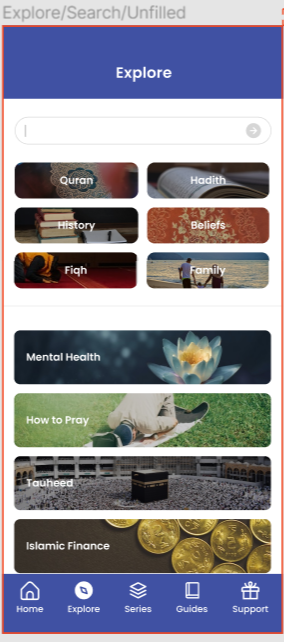 Explore/Search/Unfilled
Explore
Quran Hadith
History Beliefs
Fiqh Family
Mental Health
How to Pray
Tauheed
Islamic Finance
Home Explore Series Guides Support